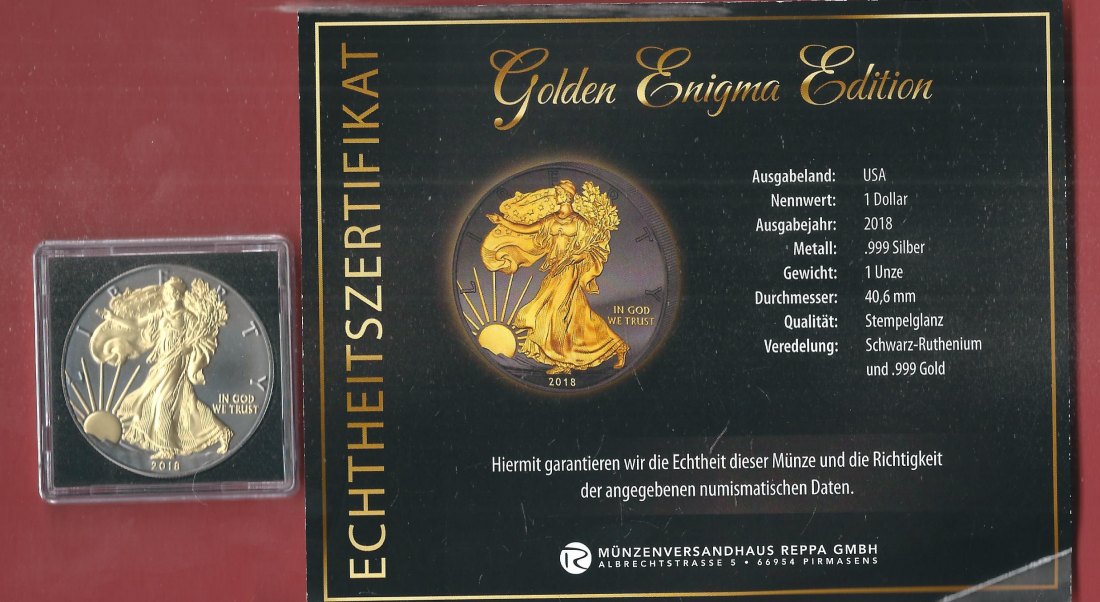 ECHTHEITSZERTIFIKAT
Golden Enigma Edition
Ausgabeland: USA
Nennwert: 1 Dollar
Ausgabejahr: 2018
Metall: .999 Silber
Gewicht: 1 Unze
Durchmesser: 40,6 mm
Qualität: Stempelglanz
Veredelung: Schwarz-Ruthenium
und .999 Gold
LIBERTY
IN GOD
WE TRUST
2018
Hiermit garantieren wir die Echtheit dieser Münze und die Richtigkeit
der angegebenen numismatischen Daten.
R
MÜNZENVERSANDHAUS REPPA GMBH
ALBRECHTSTRASSE 5 • 66954 PIRMASENS
LIBERTY
IN GOD
WE TRUST
2018